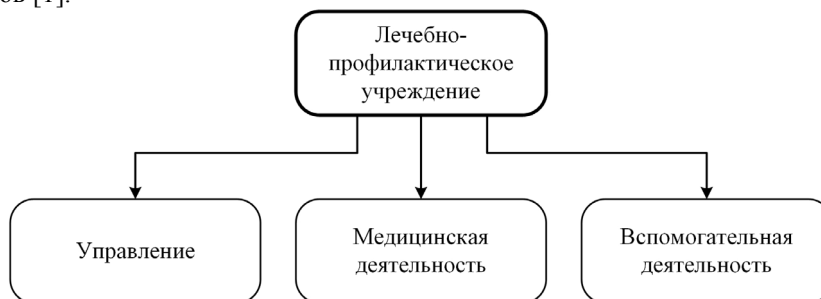 ов [1].
Лечебно-
профилактическое
учреждение
Управление
Медицинская
деятельность
Вспомогательная
деятельность